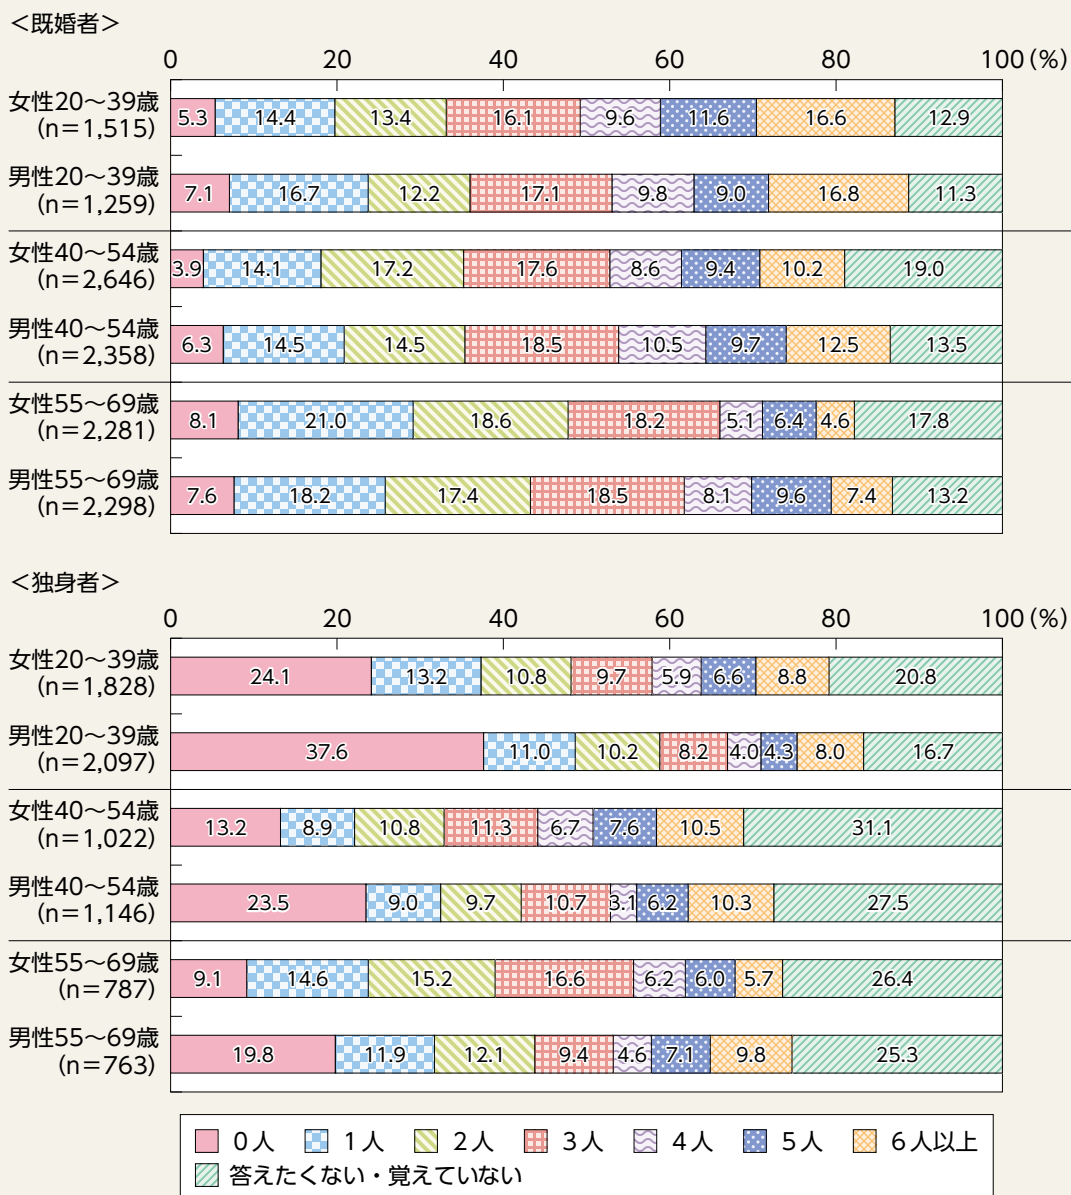 ＜既婚者＞
0 20 40 60 80 100(%)
女性20～39歳
(n＝1,515)
5.3 14.4 13.4 16.1 9.6 11.6 16.6 12.9
男性20～39歳
(n＝1,259)
7.1 16.7 12.2 17.1 9.8 9.0 16.8 11.3
女性40～54歳
(n＝2,646)
3.9 14.1 17.2 17.6 8.6 9.4 10.2 19.0
男性40～54歳
(n＝2,358)
6.3 14.5 14.5 18.5 10.5 9.7 12.5 13.5
女性55～69歳
(n＝2,281)
8.1 21.0 18.6 18.2 5.1 6.4 4.6 17.8
男性55～69歳
(n＝2,298)
7.6 18.2 17.4 18.5 8.1 9.6 7.4 13.2
＜独身者＞
0 20 40 60 80 100(%)
女性20～39歳
(n＝1,828)
24.1 13.2 10.8 9.7 5.9 6.6 8.8 20.8
男性20～39歳
(n＝2,097)
37.6 11.0 10.2 8.2 4.0 4.3 8.0 16.7
女性40～54歳
(n＝1,022)
13.2 8.9 10.8 11.3 6.7 7.6 10.5 31.1
男性40～54歳
(n＝1,146)
23.5 9.0 9.7 10.7 3.1 6.2 10.3 27.5
女性55～69歳
(n＝787)
9.1 14.6 15.2 16.6 6.2 6.0 5.7 26.4
男性55～69歳
(n＝763)
19.8 11.9 12.1 9.4 4.6 7.1 9.8 25.3
０人 １人 ２人 ３人 ４人 ５人 ６人以上
答えたくない・覚えていない